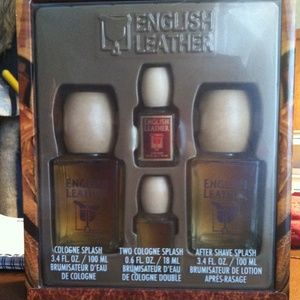 ENGLISH
LEATHER
ENGLISH
LEATHER
ENGLISH
LEATHER
ENGLISH
LEATHER
COLOGNE SPLASH
3.4 FL. OZ / 100 ML
BRUMISATEUR D'EAU
DE COLOGNE
TWO COLOGNE SPLASH
0.6 FL. OZ / 18 ML
BRUMISATEUR D'EAU
DE COLOGNE DOUBLE
AFTER SHAVE SPLASH
3.4 FL. OZ / 100 ML
BRUMISATEUR DE LOTION
APRÈS-RASAGE